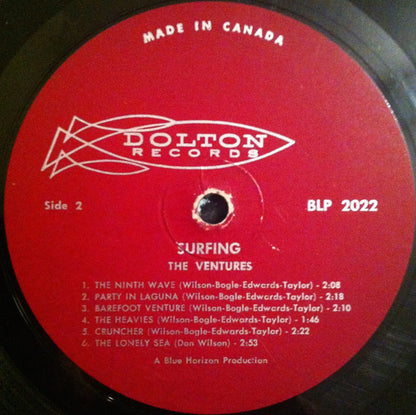 MADE IN CANADA
DOLTON
RECORDS
Side 2
BLP 2022
SURFING
THE VENTURES
1. THE NINTH WAVE (Wilson-Bogle-Edwards-Taylor) - 2:08
2. PARTY IN LAGUNA (Wilson-Bogle-Edwards-Taylor) - 2:18
3. BAREFOOT VENTURE (Wilson-Bogle-Edwards-Taylor) - 2:10
4. THE HEAVIES (Wilson-Bogle-Edwards-Taylor) - 1:46
5. CRUNCHER (Wilson-Bogle-Edwards-Taylor) - 2:22
6. THE LONELY SEA (Don Wilson) - 2:53
A Blue Horizon Production